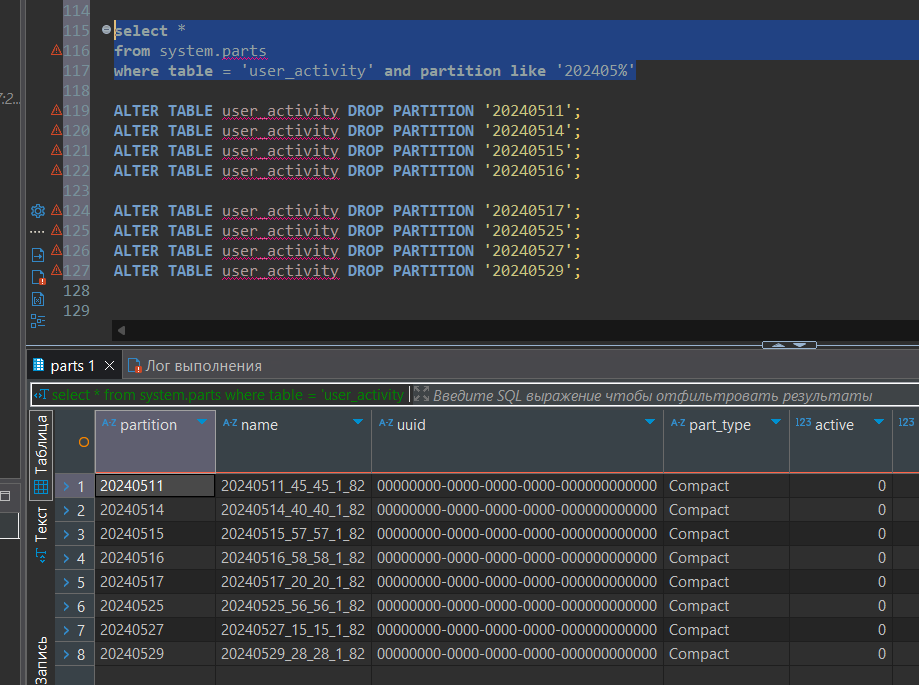 114
115 select *
116 from system.parts
117 where table = 'user_activity' and partition like '202405%'
118
119 ALTER TABLE user_activity DROP PARTITION '20240511';
120 ALTER TABLE user_activity DROP PARTITION '20240514';
121 ALTER TABLE user_activity DROP PARTITION '20240515';
122 ALTER TABLE user_activity DROP PARTITION '20240516';
123
124 ALTER TABLE user_activity DROP PARTITION '20240517';
125 ALTER TABLE user_activity DROP PARTITION '20240525';
126 ALTER TABLE user_activity DROP PARTITION '20240527';
127 ALTER TABLE user_activity DROP PARTITION '20240529';
128
129
parts 1 Лог выполнения
select * from system.parts where table = 'user_activity Введите SQL выражение чтобы отфильтровать результаты
Таблица
Текст
Запись
A-Z partition A-Z name A-Z uuid A-Z part_type 123 active 123
1 20240511 20240511_45_45_1_82 00000000-0000-0000-0000-000000000000 Compact 0
2 20240514 20240514_40_40_1_82 00000000-0000-0000-0000-000000000000 Compact 0
3 20240515 20240515_57_57_1_82 00000000-0000-0000-0000-000000000000 Compact 0
4 20240516 20240516_58_58_1_82 00000000-0000-0000-0000-000000000000 Compact 0
5 20240517 20240517_20_20_1_82 00000000-0000-0000-0000-000000000000 Compact 0
6 20240525 20240525_56_56_1_82 00000000-0000-0000-0000-000000000000 Compact 0
7 20240527 20240527_15_15_1_82 00000000-0000-0000-0000-000000000000 Compact 0
8 20240529 20240529_28_28_1_82 00000000-0000-0000-0000-000000000000 Compact 0